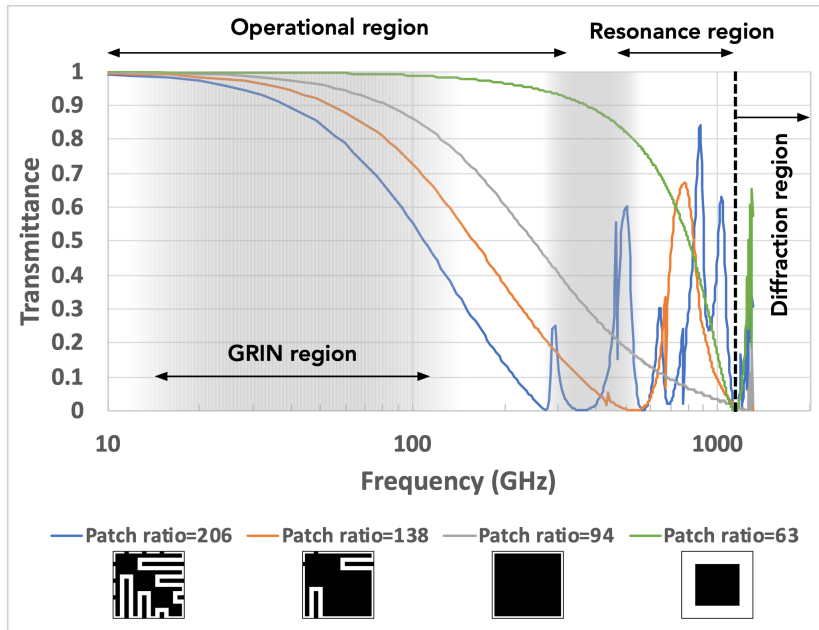 Operational region
Resonance region
1
0.9
0.8
0.7
0.6
0.5
0.4
0.3
0.2
0.1
0
Transmittance
GRIN region
Diffraction region
10
100
1000
Frequency (GHz)
Patch ratio=206
Patch ratio=138
Patch ratio=94
Patch ratio=63